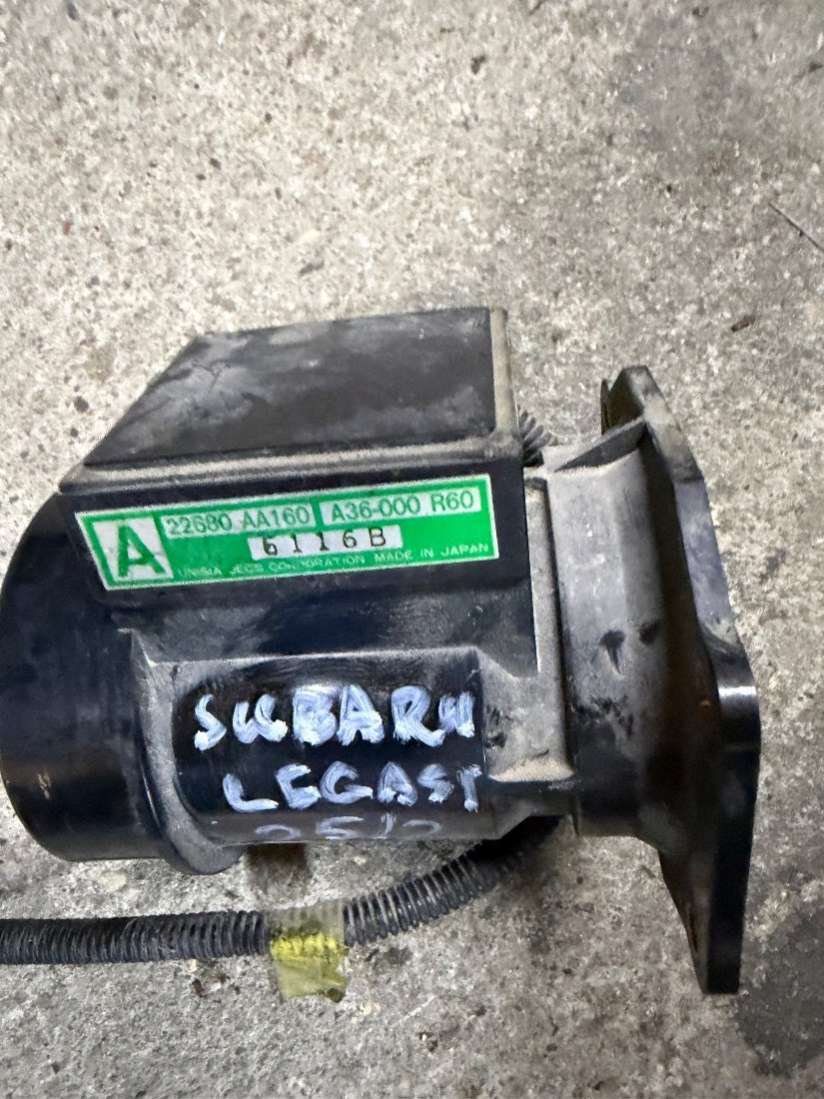 A
22680 AA160 A36-000 R60
6116B
UNISIA JECS CORPORATION MADE IN JAPAN
SUBARU
LEGAST